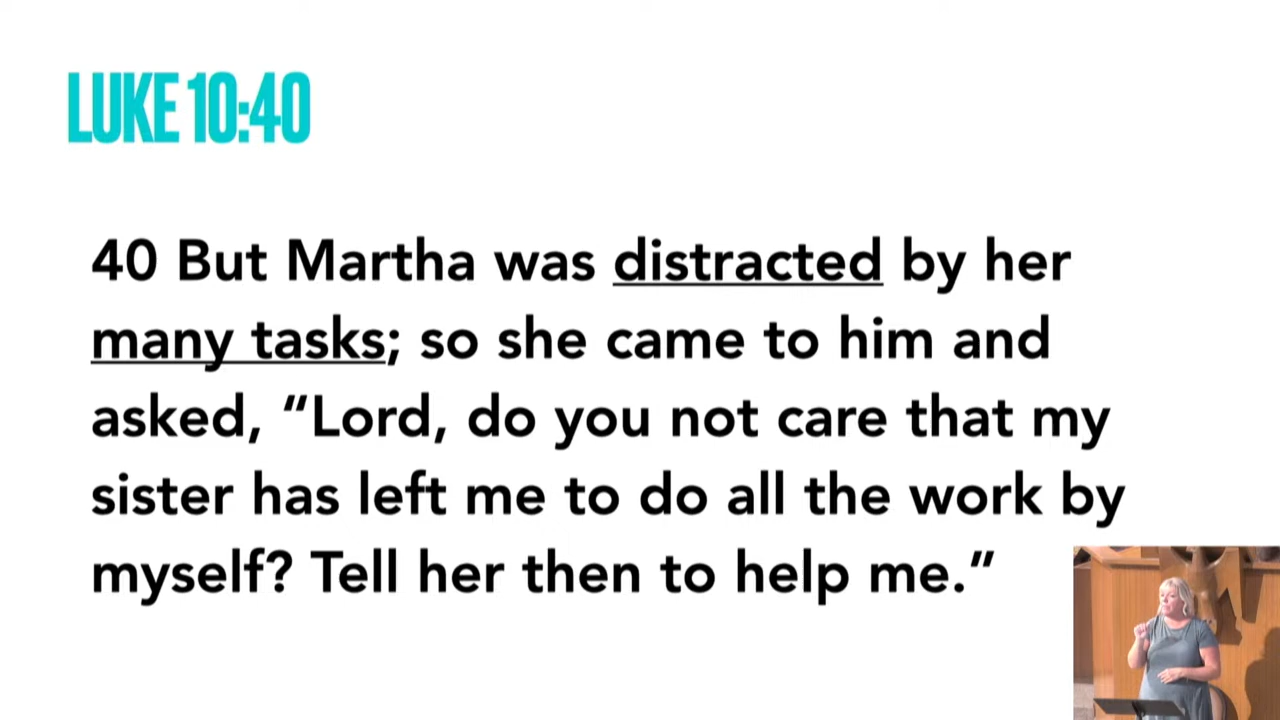 LUKE 10:40
40 But Martha was distracted by her
many tasks; so she came to him and
asked, “Lord, do you not care that my
sister has left me to do all the work by
myself? Tell her then to help me.”